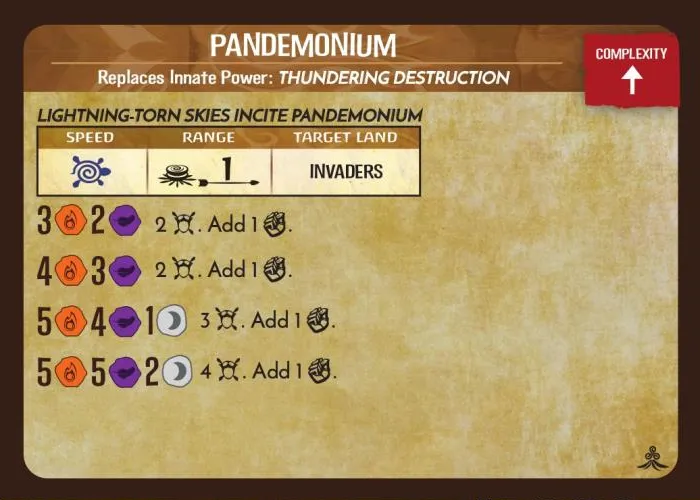 PANDEMONIUM
Replaces Innate Power: THUNDERING DESTRUCTION
COMPLEXITY
LIGHTNING-TORN SKIES INCITE PANDEMONIUM
SPEED RANGE TARGET LAND
1 INVADERS
3 2 2 . Add 1 .
4 3 2 . Add 1 .
5 4 1 3 . Add 1 .
5 5 2 4 . Add 1 .